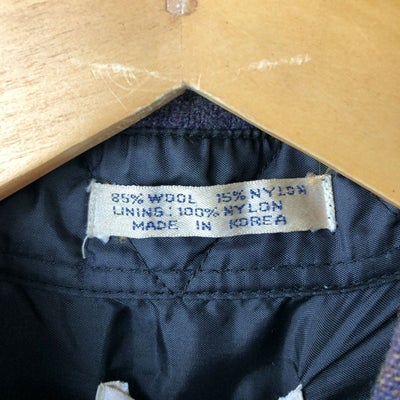 85% WOOL 15% NYLON
LINING: 100% NYLON
MADE IN KOREA